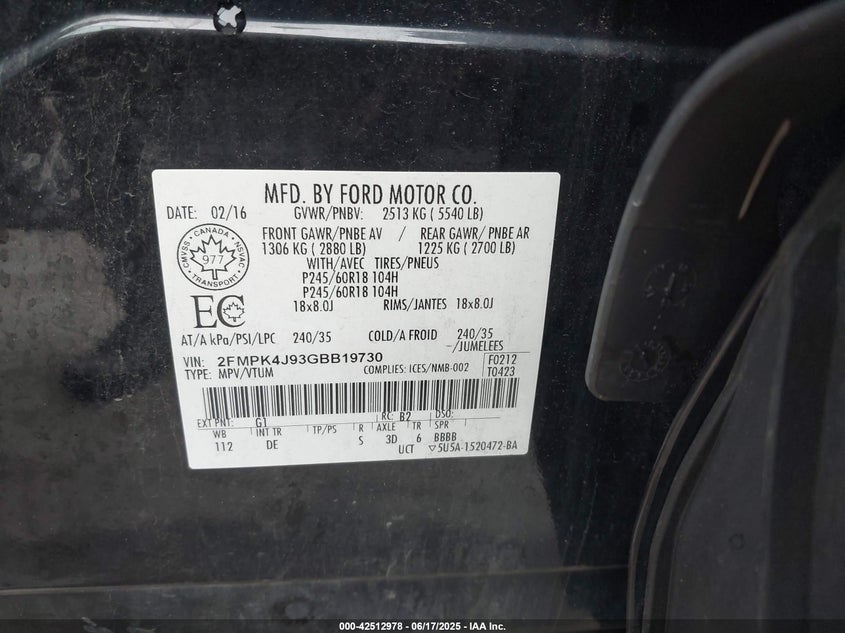 MFD. BY FORD MOTOR CO.
DATE: 02/16 GVWR/PNBV: 2513 KG ( 5540 LB)
FRONT GAWR/PNBE AV / REAR GAWR/ PNBE AR
1306 KG ( 2880 LB) 1225 KG ( 2700 LB)
WITH/AVEC TIRES/PNEUS
P245/60R18 104H
P245/60R18 104H
18x8.0J RIMS/JANTES 18x8.0J
CANADA
CMVSS NSVAC
977
TRANSPORT
EC
AT/A kPa/PSI/LPC 240/35 COLD/A FROID 240/35
-/JUMELEES
VIN: 2FMPK4J93GBB19730 F0212
TYPE: MPV/VTUM COMPLIES: ICES/NMB-002 T0423
EXT PNT: G1 RC: B2 DSO:
WB INT TR TP/PS R AXLE TR SPR
112 DE S 3D 6 BBBB
UCT ▽5U5A-1520472-BA
000-42512978 - 06/17/2025 - IAA Inc.